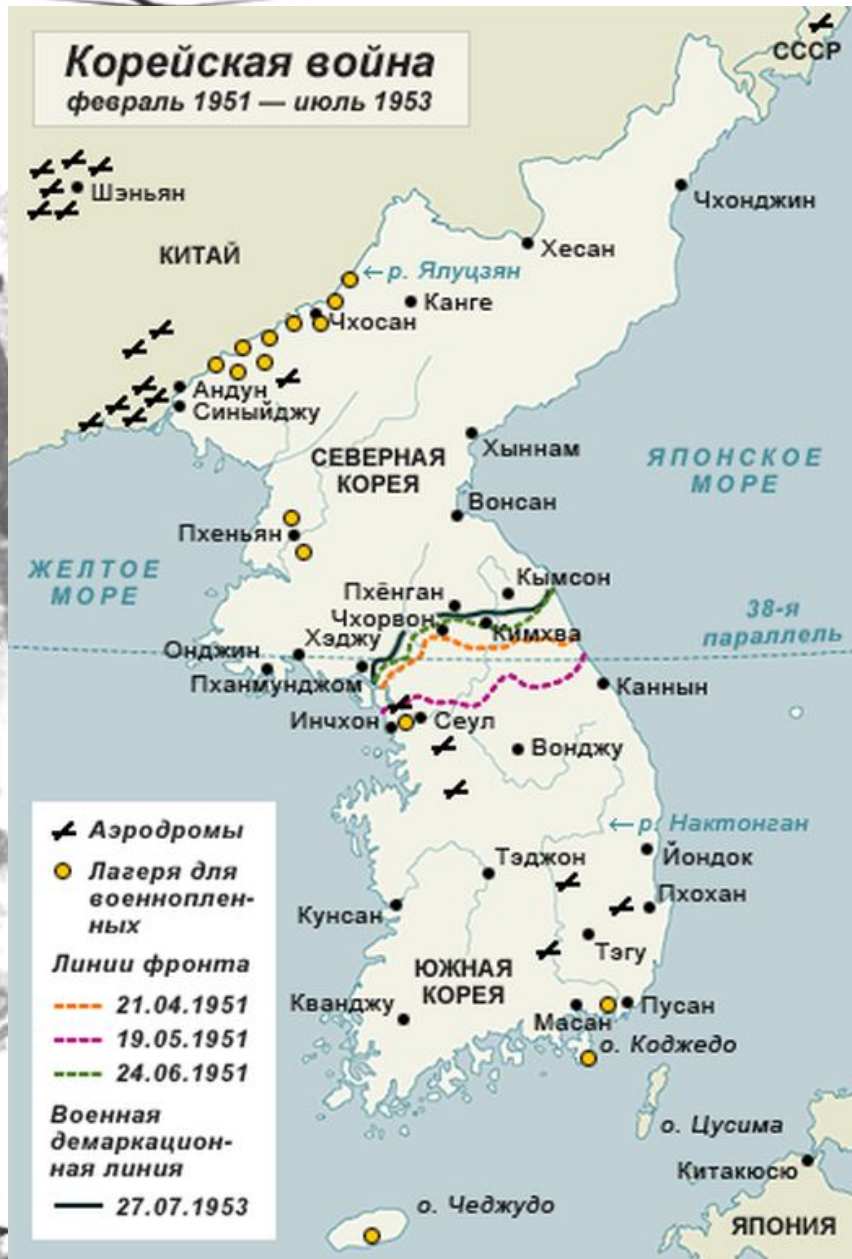 Корейская война
февраль 1951 — июль 1953
СССР
Шэньян
Чхонджин
КИТАЙ
Хесан
←р. Ялуцзян
Канге
Чхосан
Андун
Синыйджу
Хыннам
СЕВЕРНАЯ
КОРЕЯ
ЯПОНСКОЕ
МОРЕ
Вонсан
Пхеньян
ЖЕЛТОЕ
МОРЕ
Кымсон
Пхёнган
Чхорвон
Кимхва
38-я
параллель
Хэджу
Онджин
Пханмунджом
Каннын
Инчхон
Сеул
Вонджу
←р. Нактонган
Йондок
Тэджон
Пхохан
Кунсан
Тэгу
ЮЖНАЯ
КОРЕЯ
Кванджу
Масан
Пусан
о. Коджедо
о. Цусима
Китакюсю
о. Чеджудо
ЯПОНИЯ
Аэродромы
Лагеря для
военноплен-
ных
Линии фронта
21.04.1951
19.05.1951
24.06.1951
Военная
демаркацион-
ная линия
27.07.1953